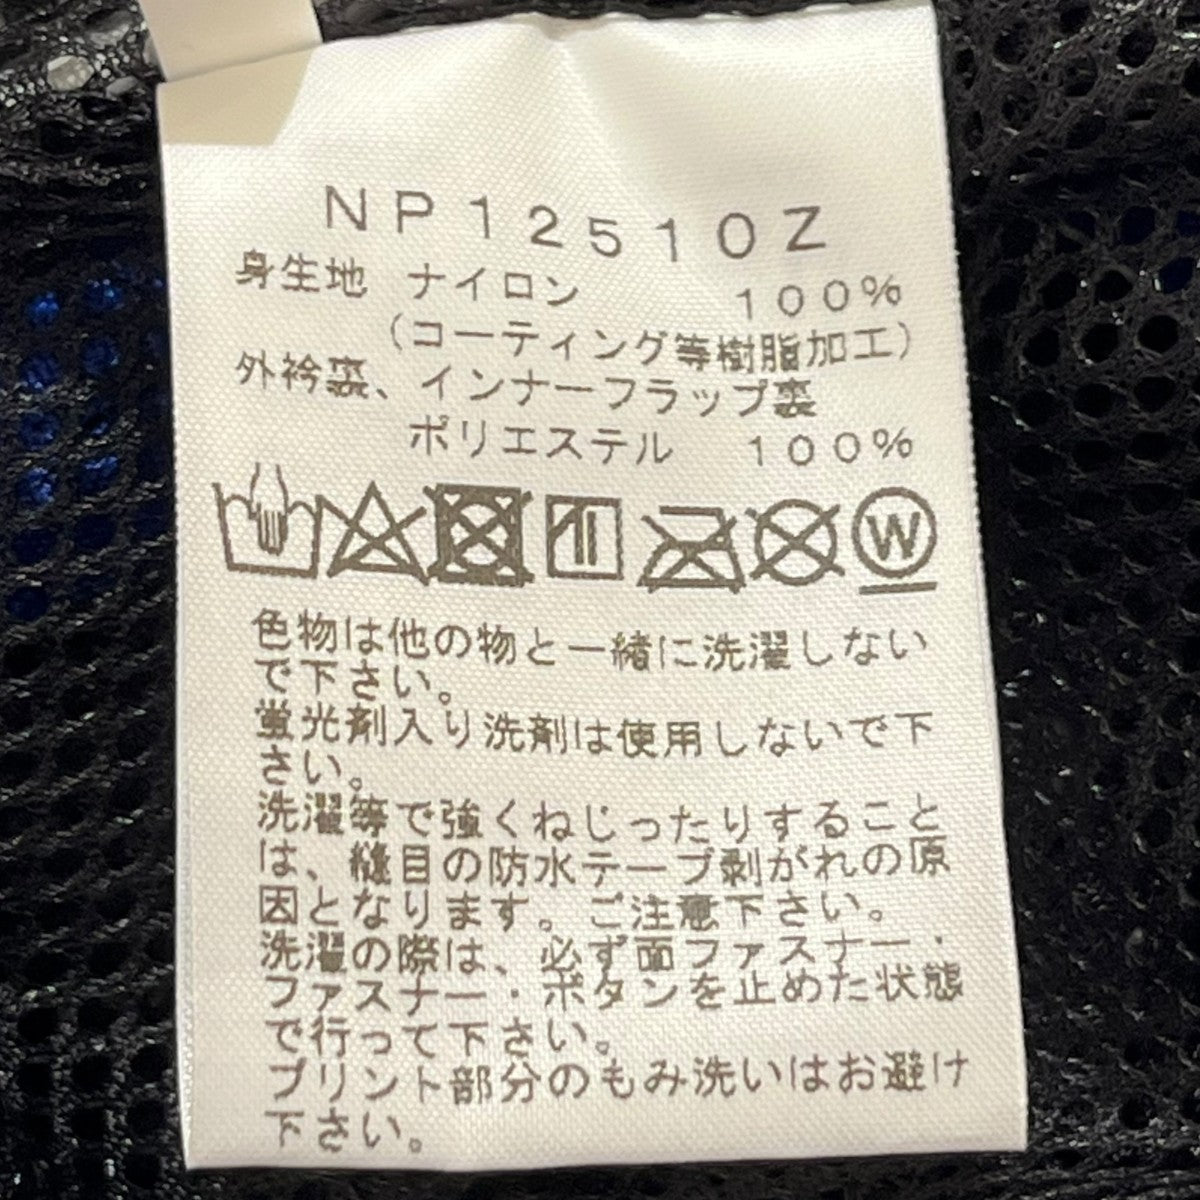 NP12510Z
身生地 ナイロン 100%
(コーティング等樹脂加工)
外衿裏、インナーフラップ裏
ポリエステル 100%
W
色物は他の物と一緒に洗濯しない
で下さい。
蛍光剤入り洗剤は使用しないで下
さい。
洗濯等で強くねじったりすること
は、縫目の防水テープ剥がれの原
因となります。ご注意下さい。
洗濯の際は、必ず面ファスナー・
ファスナー・ボタンを止めた状態
で行って下さい。
プリント部分のもみ洗いはお避け
下さい。